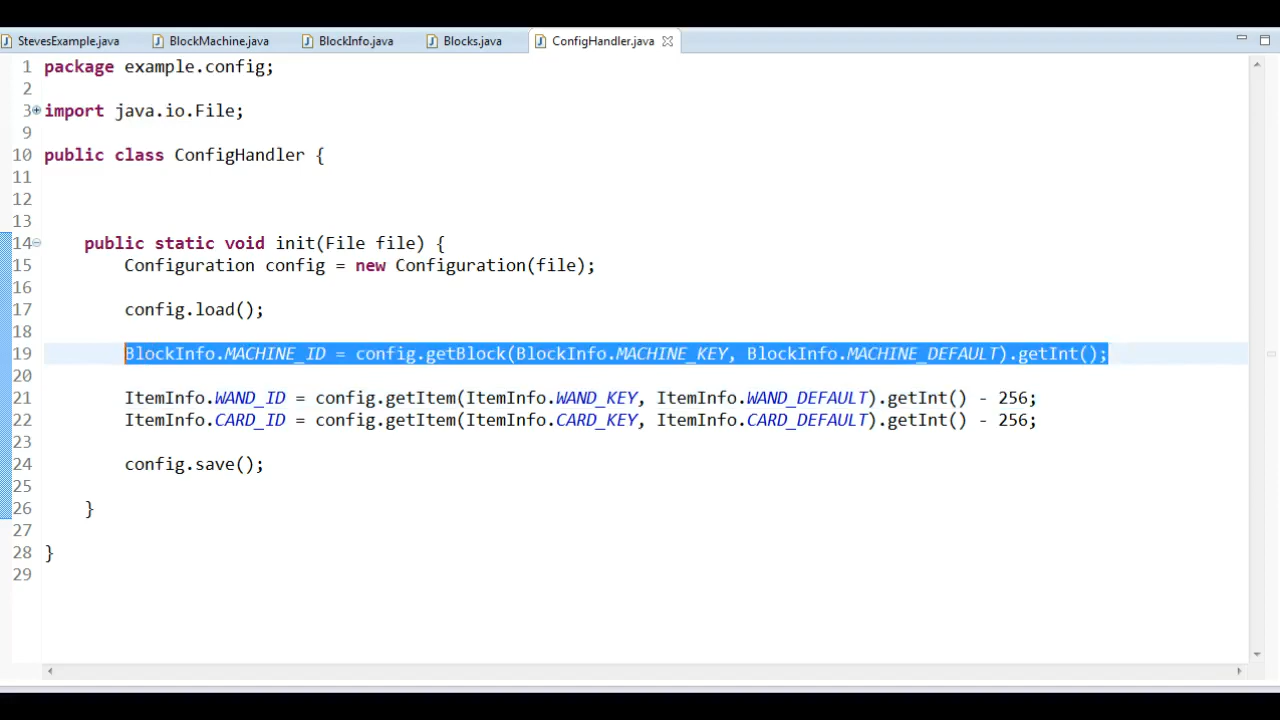 StevesExample.java BlockMachine.java BlockInfo.java Blocks.java ConfigHandler.java
1 package example.config;
2
3 import java.io.File;
9
10 public class ConfigHandler {
11
12
13
14 public static void init(File file) {
15 Configuration config = new Configuration(file);
16
17 config.load();
18
19 BlockInfo.MACHINE_ID = config.getBlock(BlockInfo.MACHINE_KEY, BlockInfo.MACHINE_DEFAULT).getInt();
20
21 ItemInfo.WAND_ID = config.getItem(ItemInfo.WAND_KEY, ItemInfo.WAND_DEFAULT).getInt() - 256;
22 ItemInfo.CARD_ID = config.getItem(ItemInfo.CARD_KEY, ItemInfo.CARD_DEFAULT).getInt() - 256;
23
24 config.save();
25
26 }
27
28 }
29